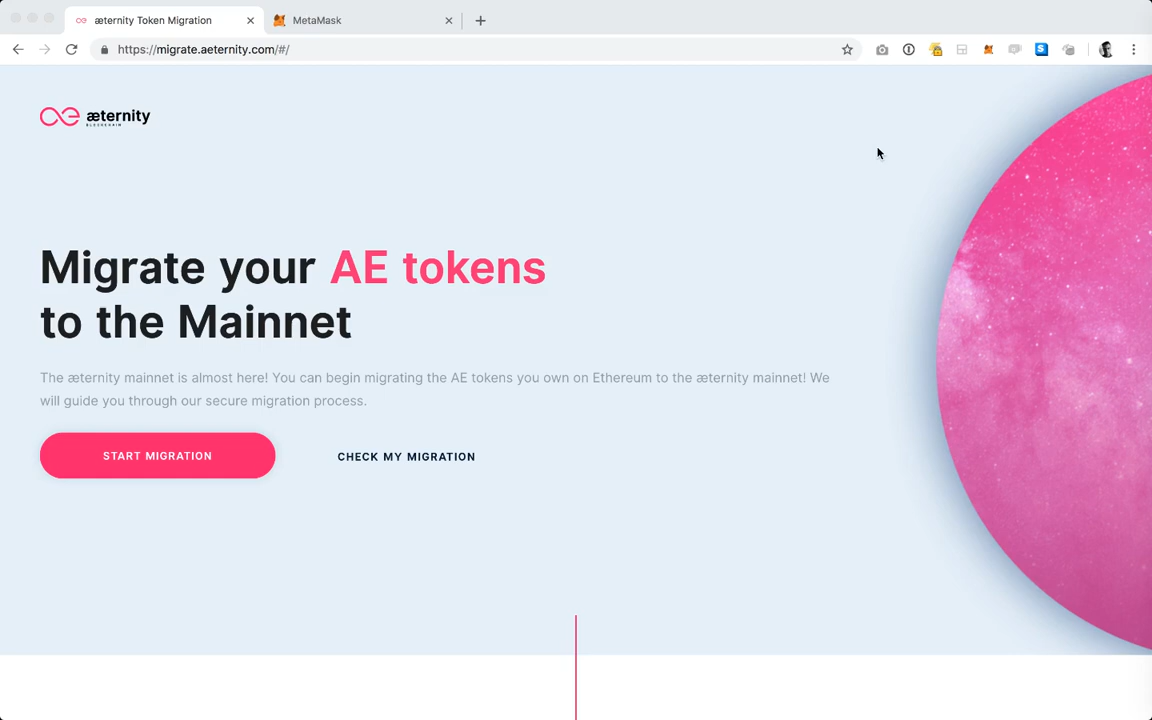 æternity Token Migration
MetaMask
https://migrate.aeternity.com/#/
æternity
BLOCKCHAIN
Migrate your AE tokens
to the Mainnet
The æternity mainnet is almost here! You can begin migrating the AE tokens you own on Ethereum to the æternity mainnet! We
will guide you through our secure migration process.
START MIGRATION
CHECK MY MIGRATION